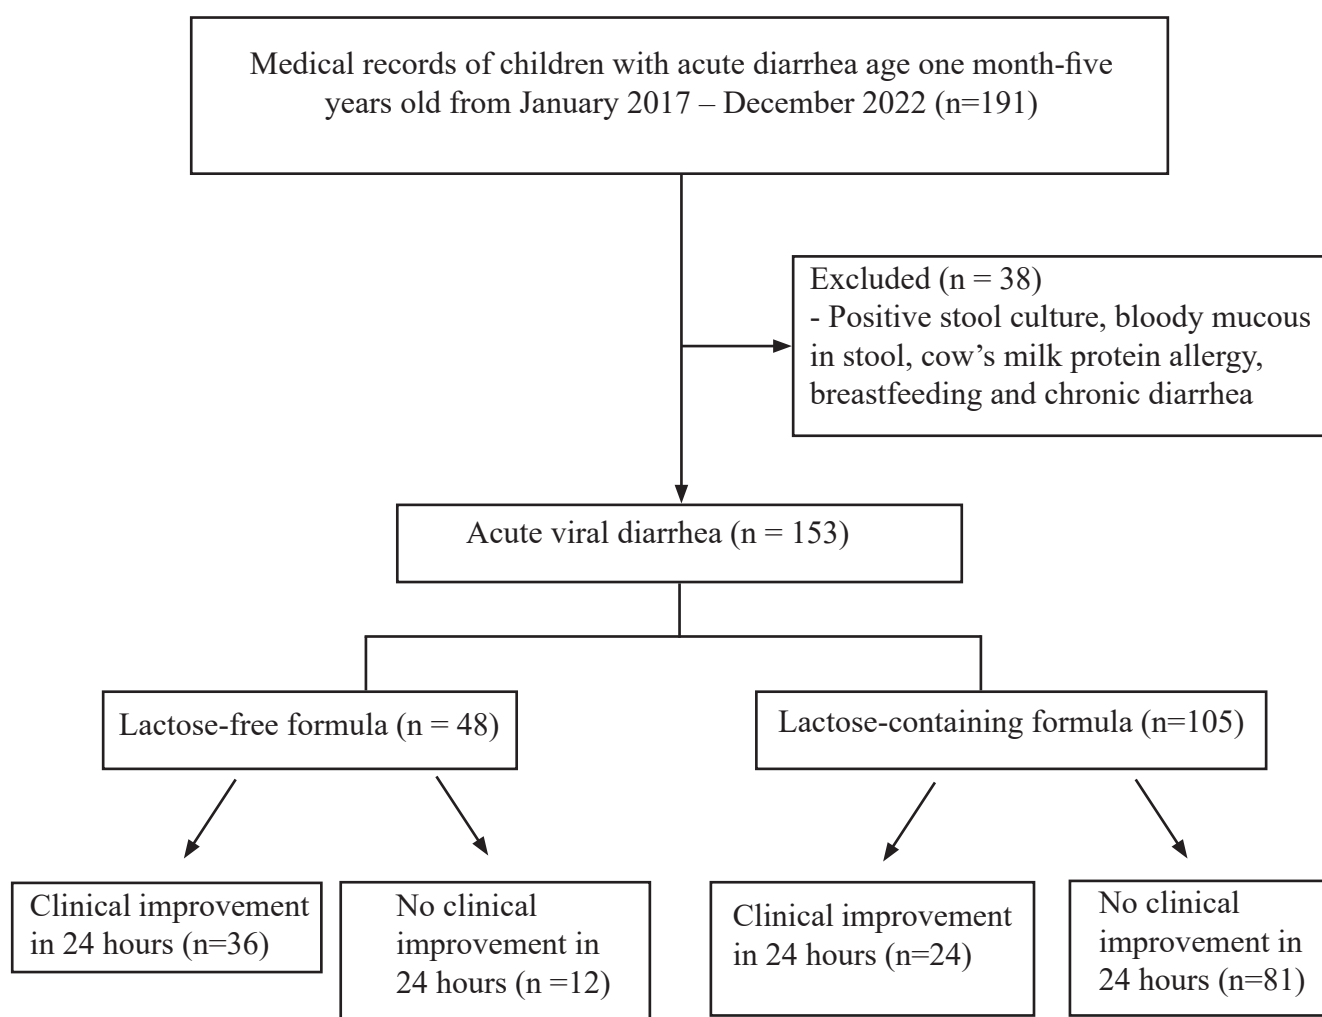 Medical records of children with acute diarrhea age one month-five
years old from January 2017 – December 2022 (n=191)
Excluded (n = 38)
- Positive stool culture, bloody mucous
in stool, cow’s milk protein allergy,
breastfeeding and chronic diarrhea
Acute viral diarrhea (n = 153)
Lactose-free formula (n = 48)
Lactose-containing formula (n=105)
Clinical improvement
in 24 hours (n=36)
No clinical
improvement in
24 hours (n =12)
Clinical improvement
in 24 hours (n=24)
No clinical
improvement in
24 hours (n=81)